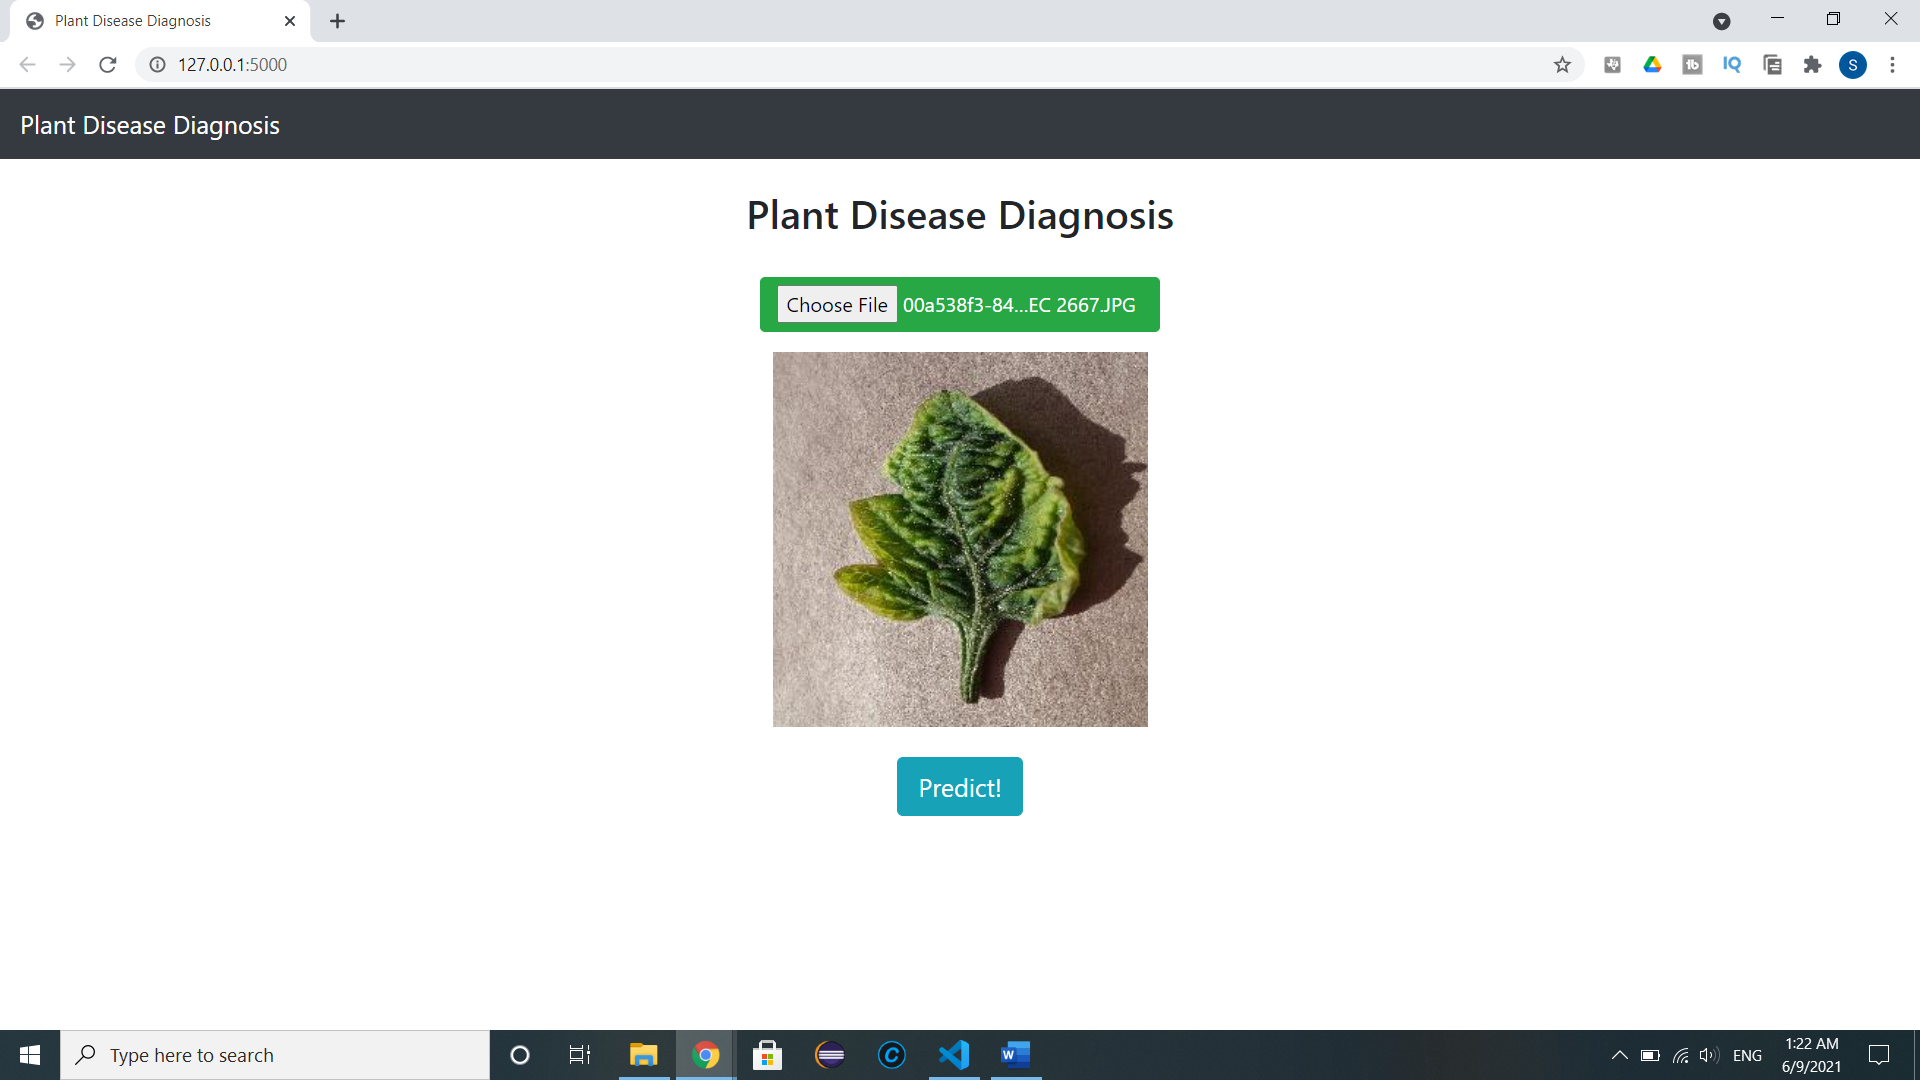 Plant Disease Diagnosis
127.0.0.1:5000
S
Plant Disease Diagnosis
Plant Disease Diagnosis
Choose File 00a538f3-84...EC 2667.JPG
Predict!
Type here to search
ENG
1:22 AM
6/9/2021